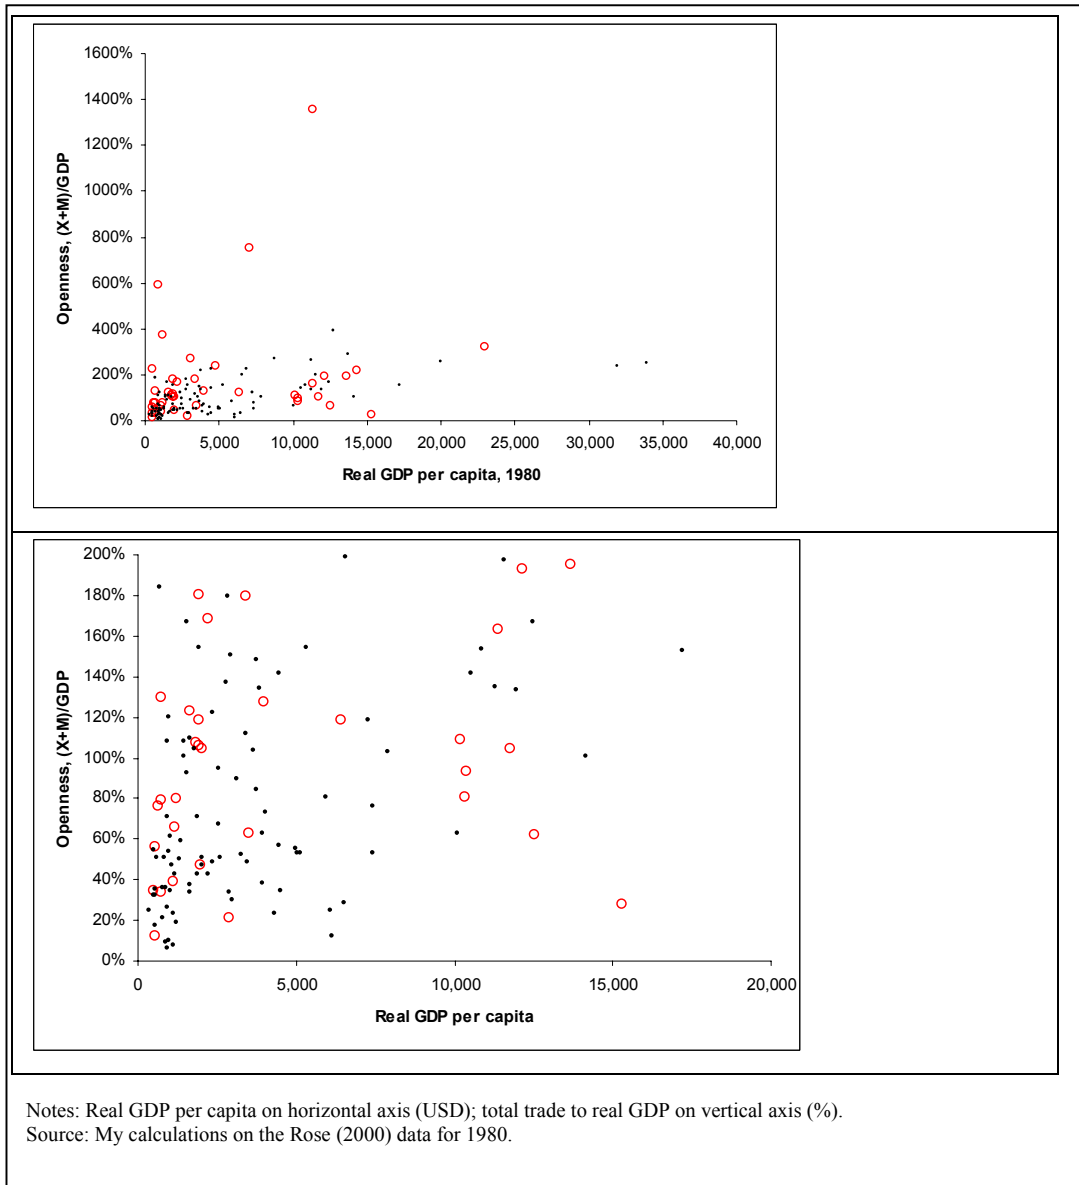 1600%
1400%
1200%
1000%
800%
600%
400%
200%
0%
Openness, (X+M)/GDP
0 5,000 10,000 15,000 20,000 25,000 30,000 35,000 40,000
Real GDP per capita, 1980
200%
180%
160%
140%
120%
100%
80%
60%
40%
20%
0%
Openness, (X+M)/GDP
0 5,000 10,000 15,000 20,000
Real GDP per capita
Notes: Real GDP per capita on horizontal axis (USD); total trade to real GDP on vertical axis (%).
Source: My calculations on the Rose (2000) data for 1980.